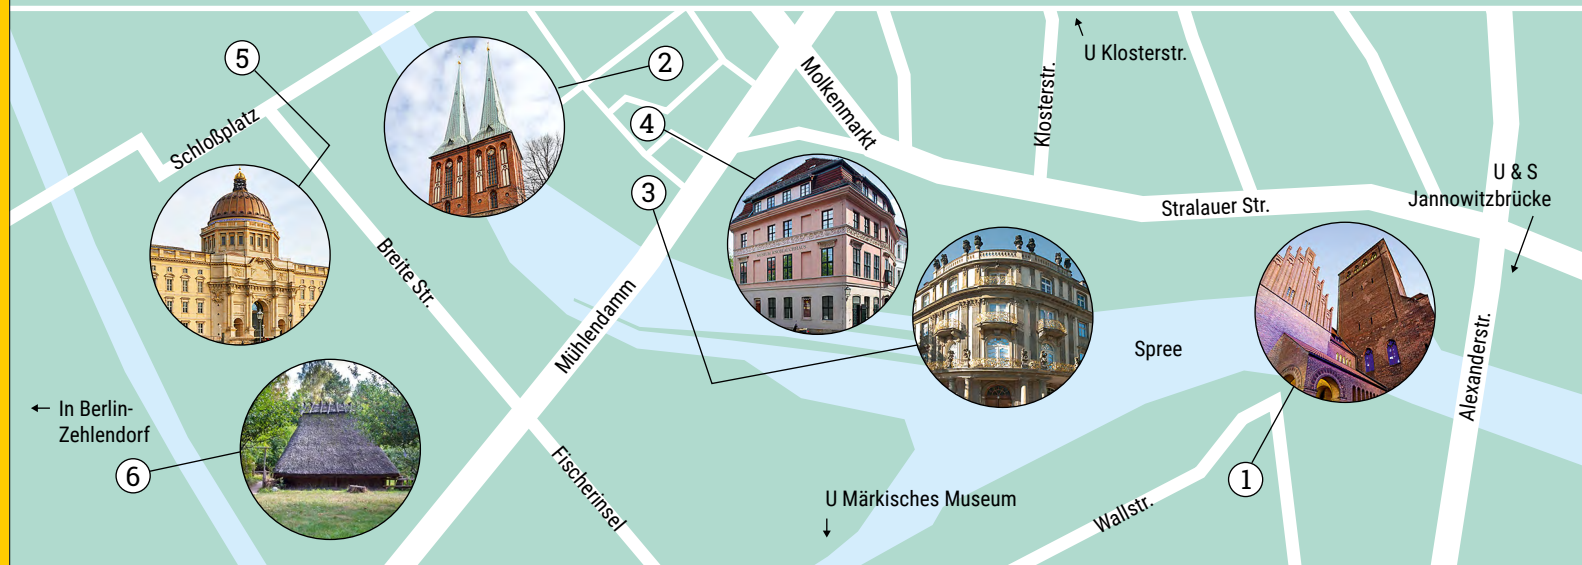 5
2
U Klosterstr.
Schloßplatz
Molkenmarkt
Klosterstr.
4
3
U & S
Jannowitzbrücke
Stralauer Str.
Breite Str.
Mühlendamm
Spree
Alexanderstr.
← In Berlin-
Zehlendorf
6
Fischerinsel
U Märkisches Museum
Wallstr.
1